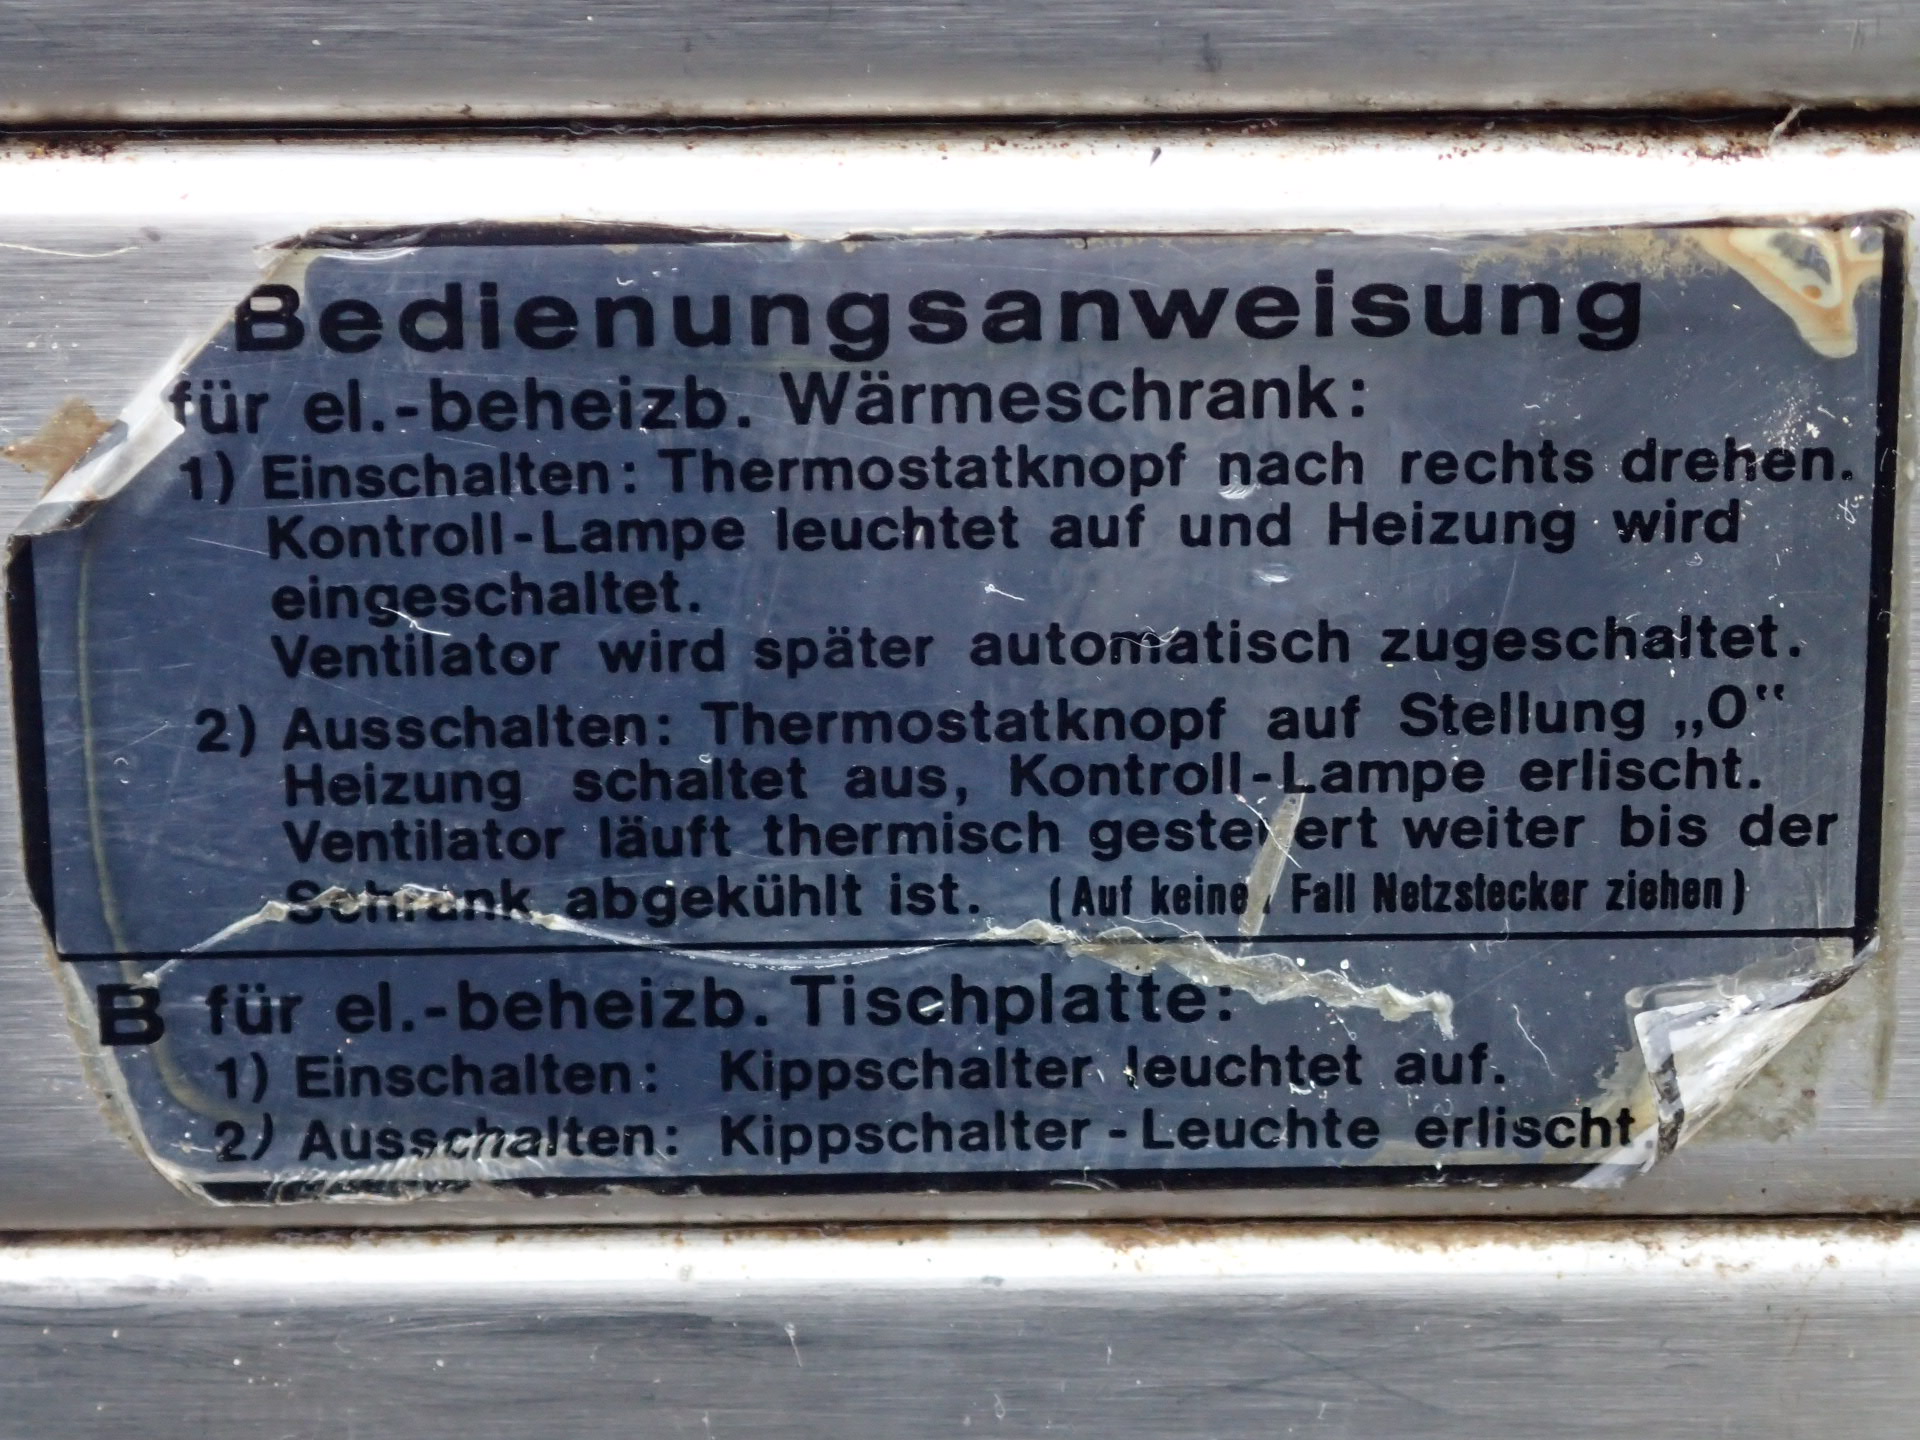 Bedienungsanweisung
für el.-beheizb. Wärmeschrank:
1) Einschalten: Thermostatknopf nach rechts drehen.
Kontroll-Lampe leuchtet auf und Heizung wird
eingeschaltet.
Ventilator wird später automatisch zugeschaltet.
2) Ausschalten: Thermostatknopf auf Stellung „O“
Heizung schaltet aus, Kontroll-Lampe erlischt.
Ventilator läuft thermisch gesteuert weiter bis der
Schrank abgekühlt ist. (Auf keinen Fall Netzstecker ziehen)
B für el.-beheizb. Tischplatte:
1) Einschalten: Kippschalter leuchtet auf.
2) Ausschalten: Kippschalter-Leuchte erlischt